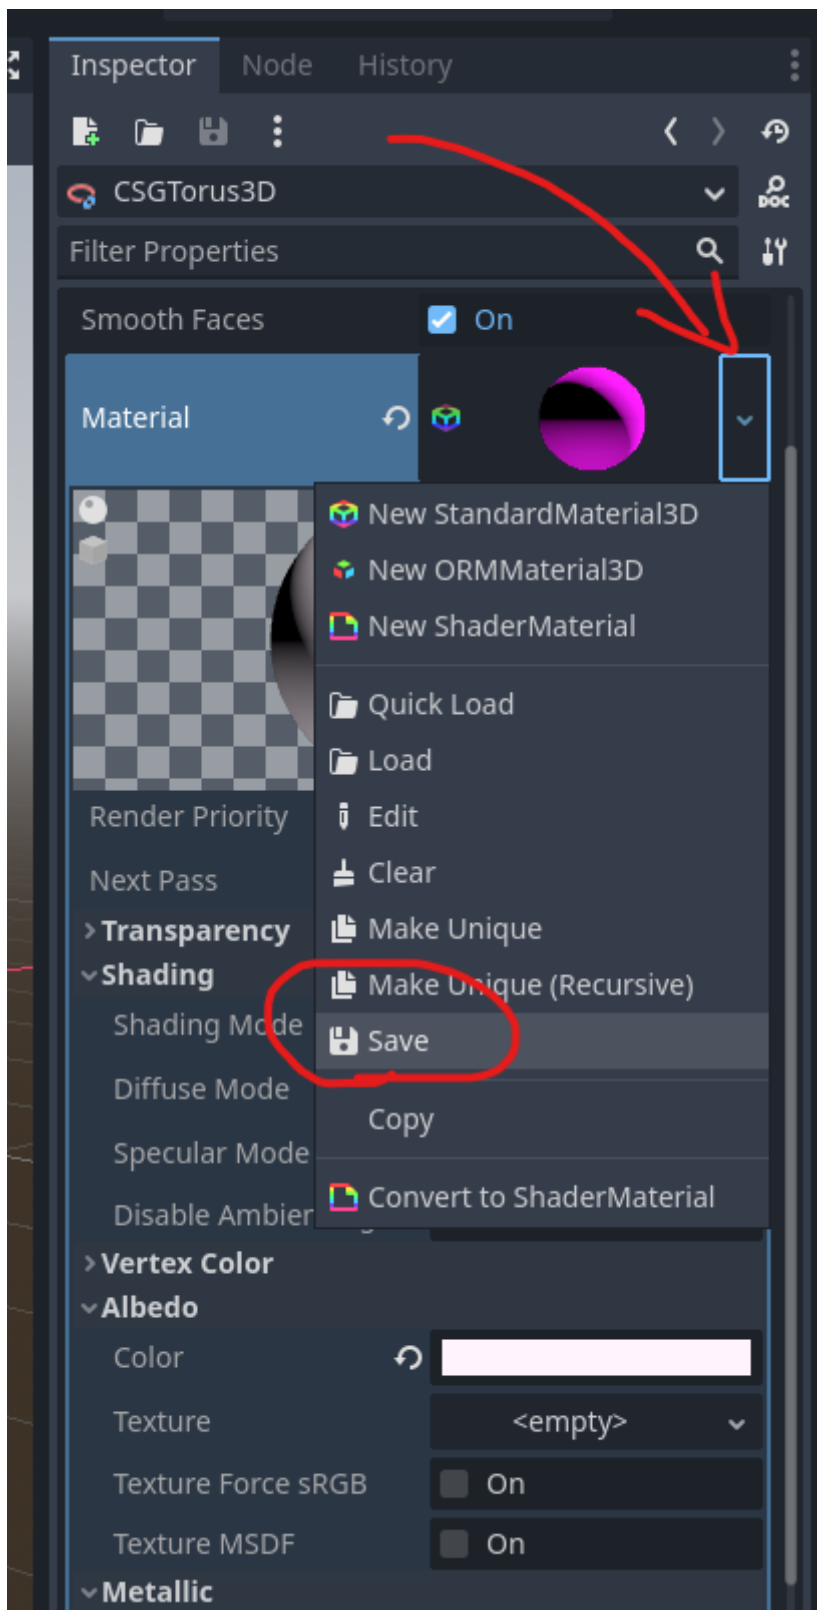 Inspector Node History
CSGTorus3D
DOC
Filter Properties
Smooth Faces On
Material
New StandardMaterial3D
New ORMMaterial3D
New ShaderMaterial
Quick Load
Load
Render Priority
Edit
Clear
Next Pass
Make Unique
Transparency
Make Unique (Recursive)
Shading
Shading Mode
Save
Diffuse Mode
Copy
Specular Mode
Convert to ShaderMaterial
Disable
Vertex Color
Albedo
Color
Texture <empty>
Texture Force sRGB On
Texture MSDF On
Metallic